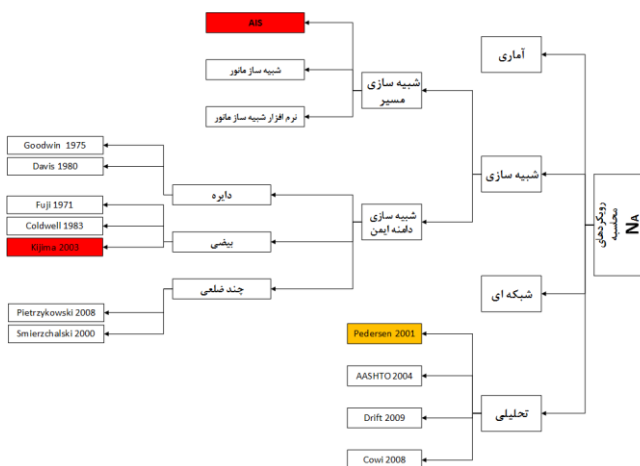 رویکردهای
محاسبه
NA
آماری
شبیه سازی
شبکه ای
تحلیلی
شبیه سازی
مسیر
AIS
شبیه ساز مانور
نرم افزار شبیه ساز مانور
شبیه سازی
دامنه ایمن
دایره
بیضی
چند ضلعی
Goodwin 1975
Davis 1980
Fuji 1971
Coldwell 1983
Kijima 2003
Pietrzykowski 2008
Smierzchalski 2000
Pedersen 2001
AASHTO 2004
Drift 2009
Cowi 2008